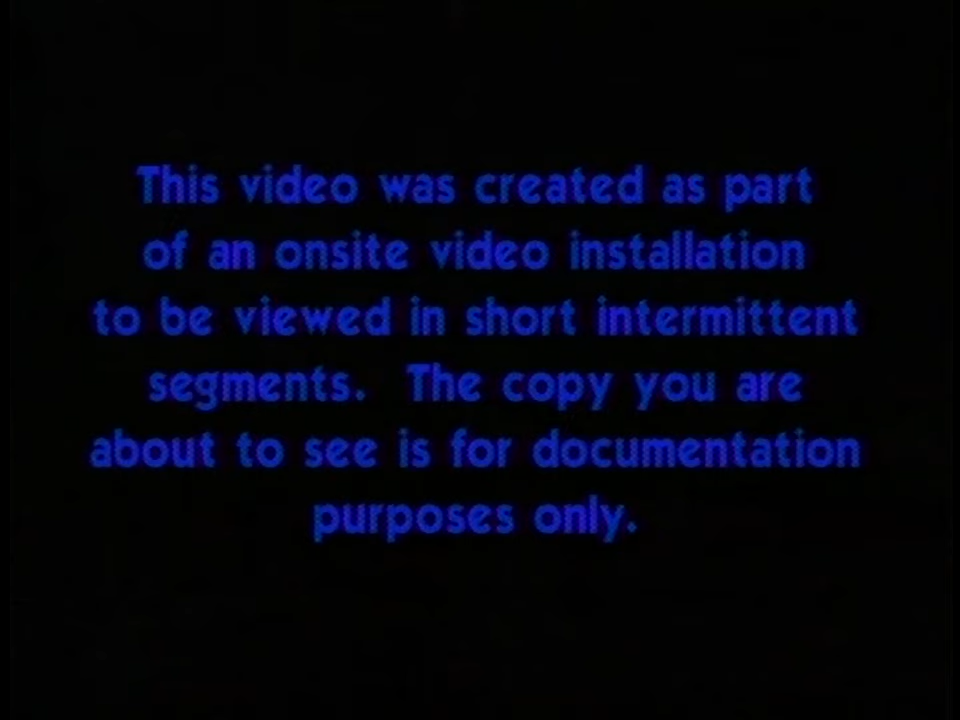 This video was created as part
of an onsite video installation
to be viewed in short intermittent
segments. The copy you are
about to see is for documentation
purposes only.